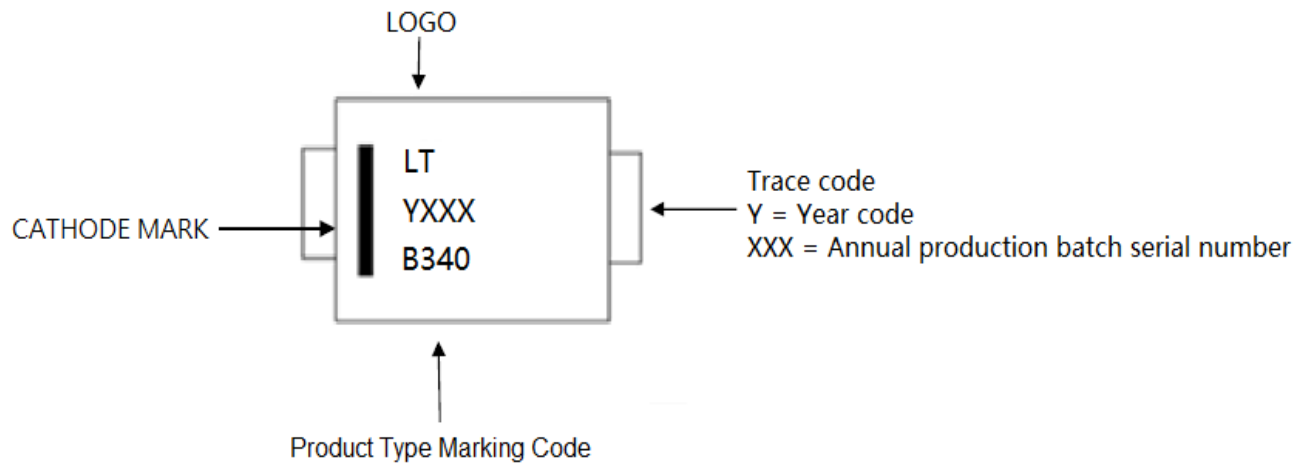 LOGO
LT
YXXX
B340
CATHODE MARK
Trace code
Y = Year code
XXX = Annual production batch serial number
Product Type Marking Code